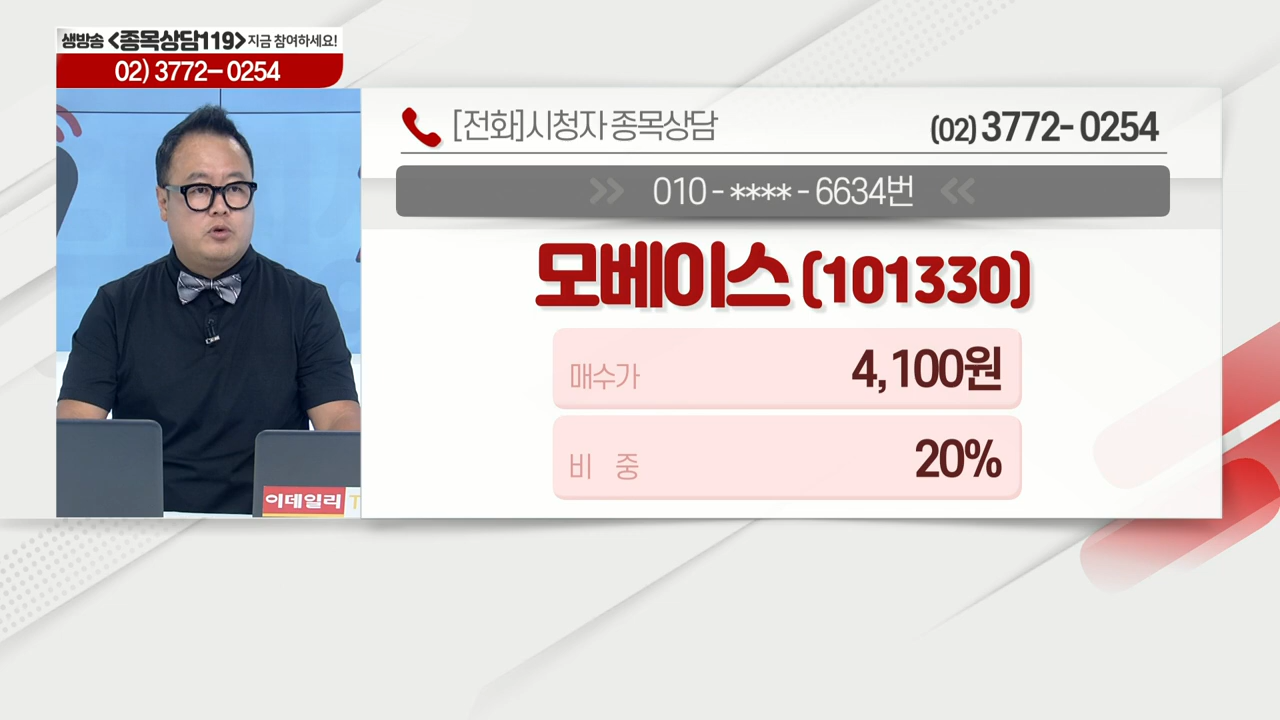 생방송 <종목상담119> 지금 참여하세요!
02) 3772-0254
[전화]시청자 종목상담
(02) 3772-0254
010 - **** - 6634번
모베이스 (101330)
매수가 4,100원
비 중 20%
이데일리 T